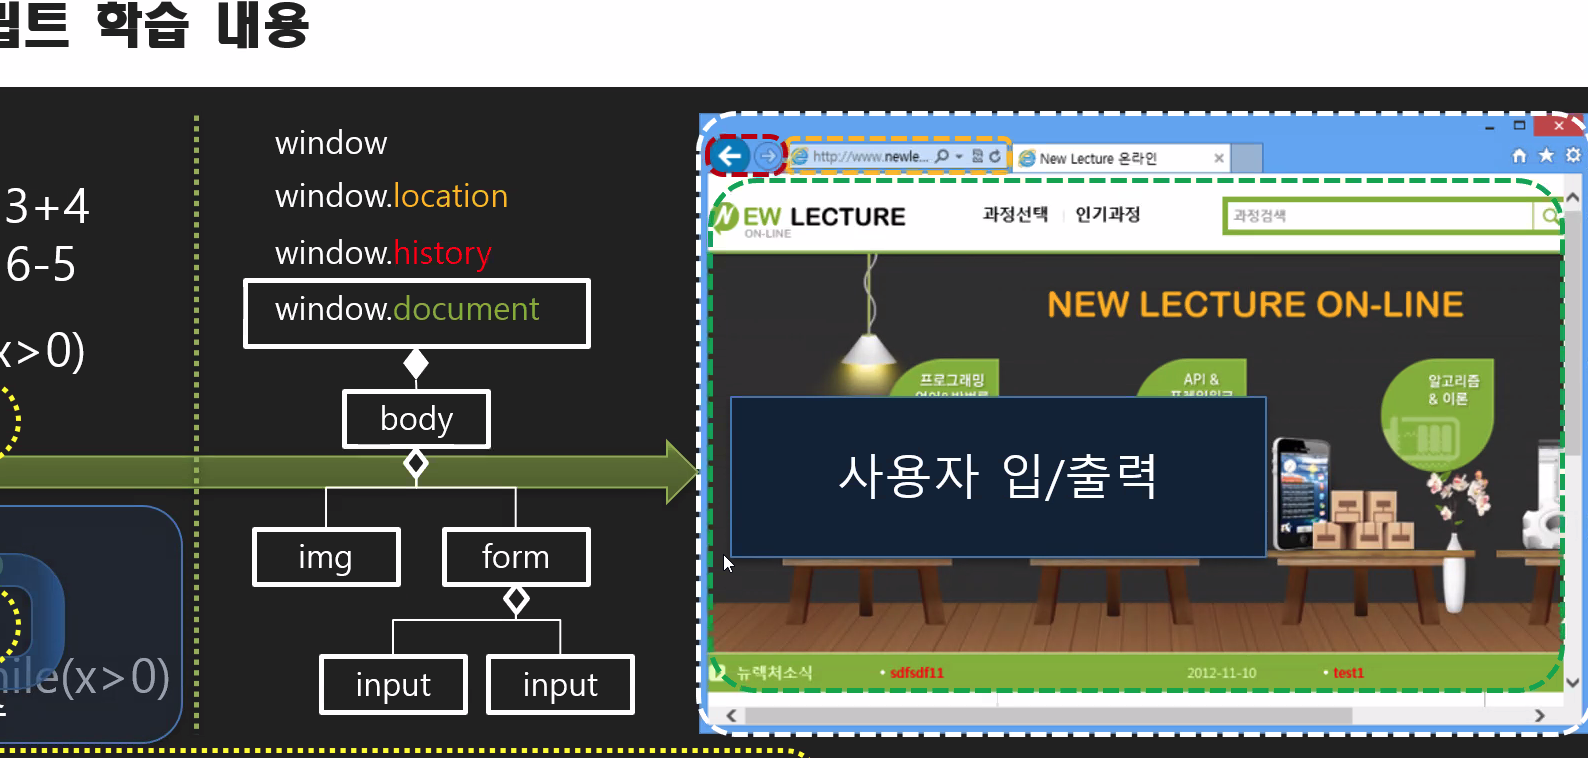 학습 내용
3+4
6-5
x>0)
while(x>0)
window
window.location
window.history
window.document
body
img
form
input
input
http://www.newle...
New Lecture 온라인
NEW LECTURE
ON-LINE
과정선택
인기과정
과정검색
NEW LECTURE ON-LINE
프로그래밍
API &
알고리즘
& 이론
사용자 입/출력
뉴렉처소식
• sdfsdf11
2012-11-10
• test1